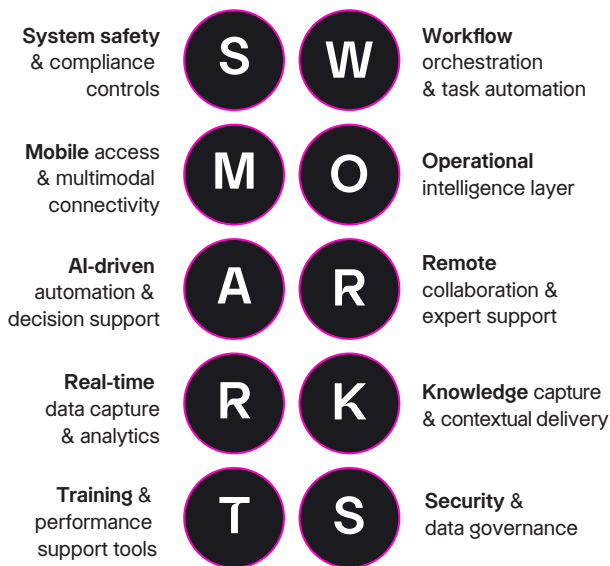 System safety
& compliance
controls
S
W
Workflow
orchestration
& task automation
Mobile access
& multimodal
connectivity
M
O
Operational
intelligence layer
AI-driven
automation &
decision support
A
R
Remote
collaboration &
expert support
Real-time
data capture
& analytics
R
K
Knowledge capture
& contextual delivery
Training &
performance
support tools
T
S
Security &
data governance